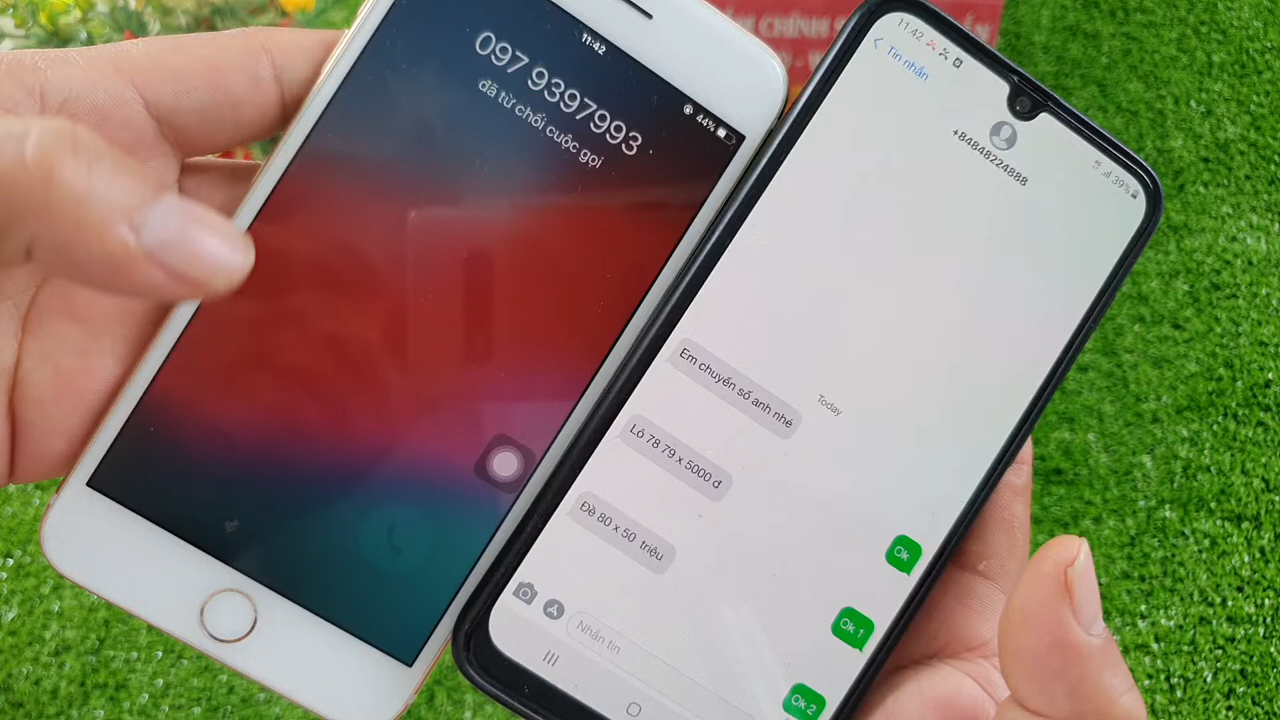 11:42
44%
097 9397993
đã từ chối cuộc gọi
CHÍNH
11:42
39%
Tin nhắn
+84848224888
Today
Em chuyển số anh nhé
Lô 78 79 x 5000 d
Đề 80 x 50 triệu
Ok
Ok 1
Ok 2
Nhắn tin